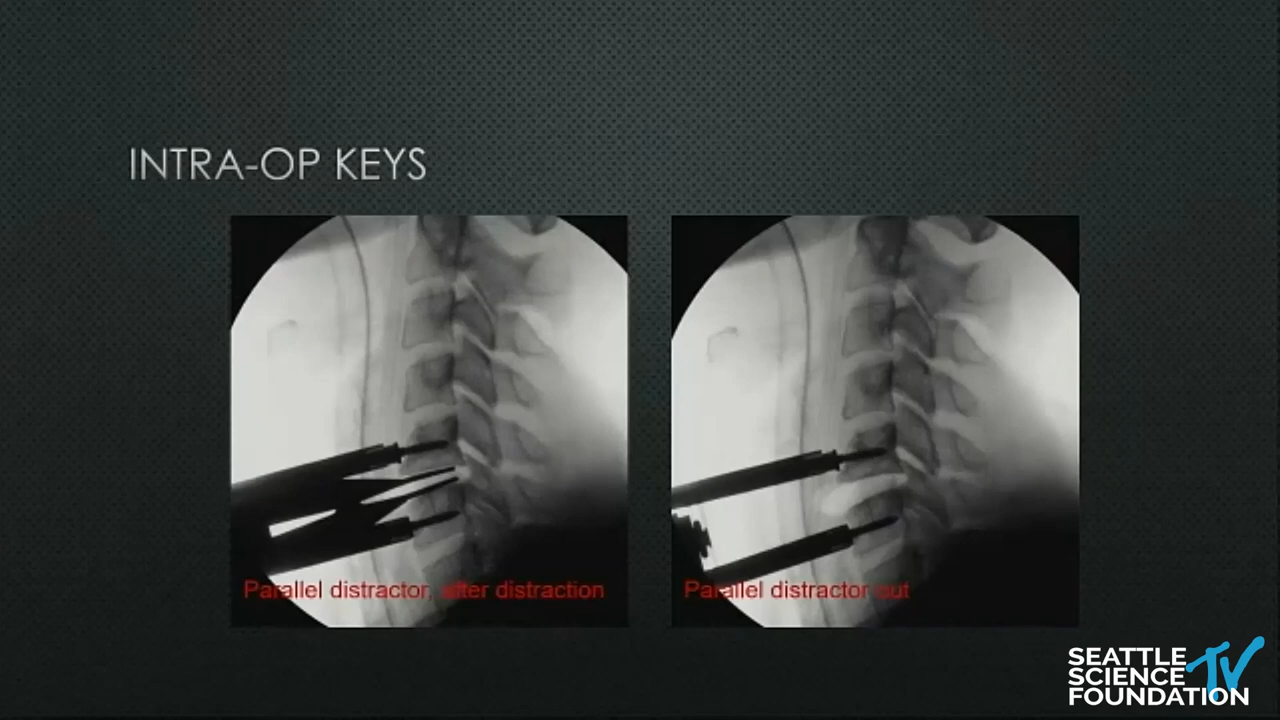 INTRA-OP KEYS
Parallel distractor, after distraction
Parallel distractor out
SEATTLE
SCIENCE TV
FOUNDATION